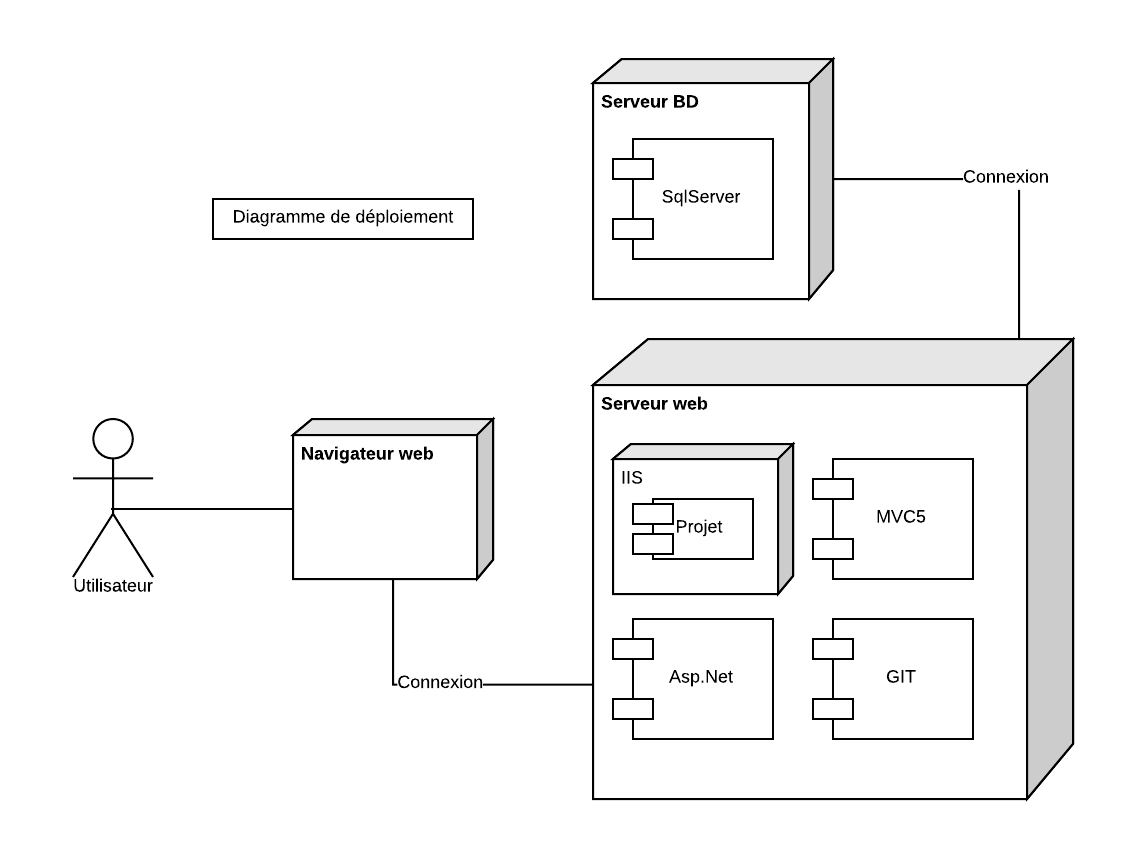 Serveur BD
SqlServer
Connexion
Diagramme de déploiement
Serveur web
Navigateur web
IIS
Projet
MVC5
Utilisateur
Connexion
Asp.Net
GIT